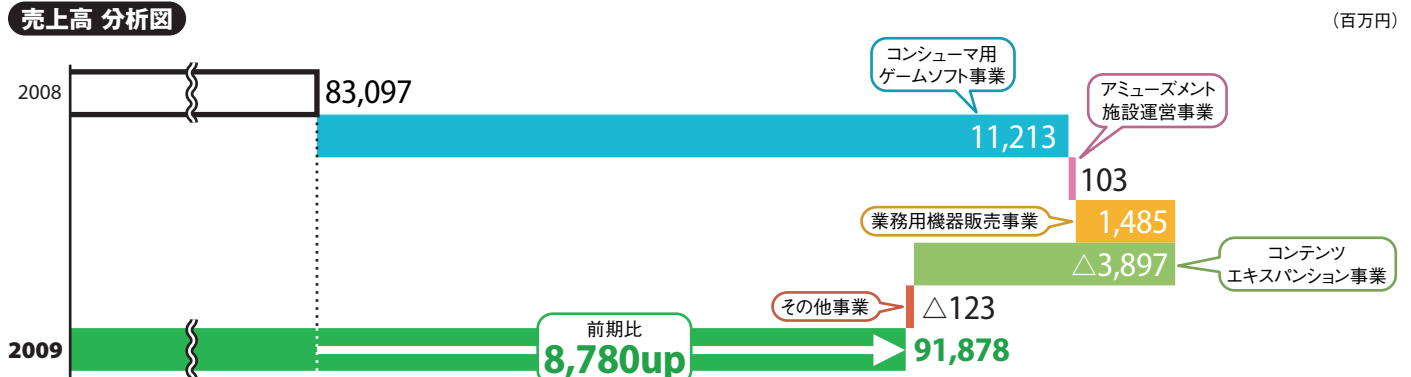 売上高 分析図
（百万円）
2008
83,097
コンシューマ用
ゲームソフト事業
11,213
アミューズメント
施設運営事業
103
業務用機器販売事業
1,485
コンテンツ
エキスパンション事業
△3,897
その他事業
△123
2009
前期比
8,780up
91,878